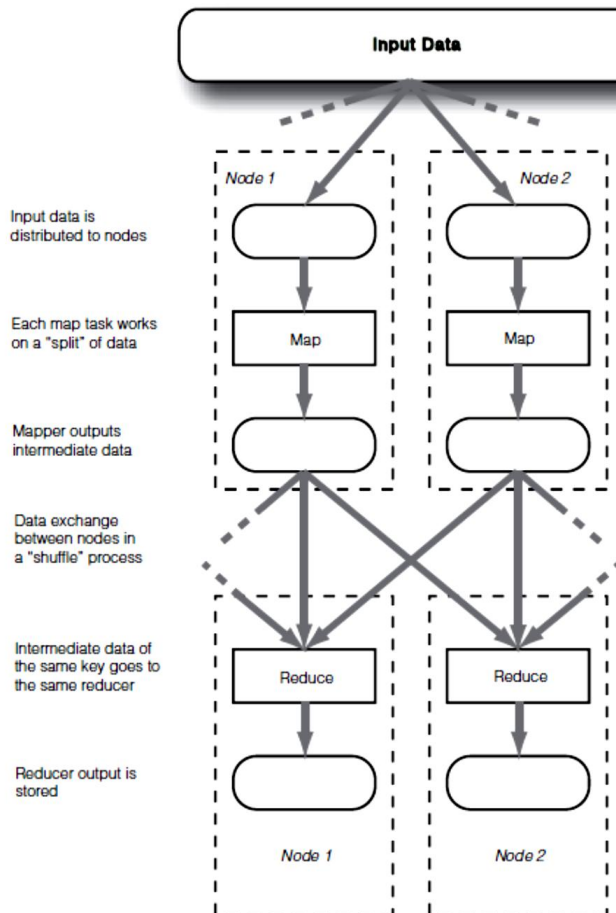 Input Data
Node 1
Node 2
Input data is
distributed to nodes
Each map task works
on a "split" of data
Map
Map
Mapper outputs
intermediate data
Data exchange
between nodes in
a "shuffle" process
Intermediate data of
the same key goes to
the same reducer
Reduce
Reduce
Reducer output is
stored
Node 1
Node 2